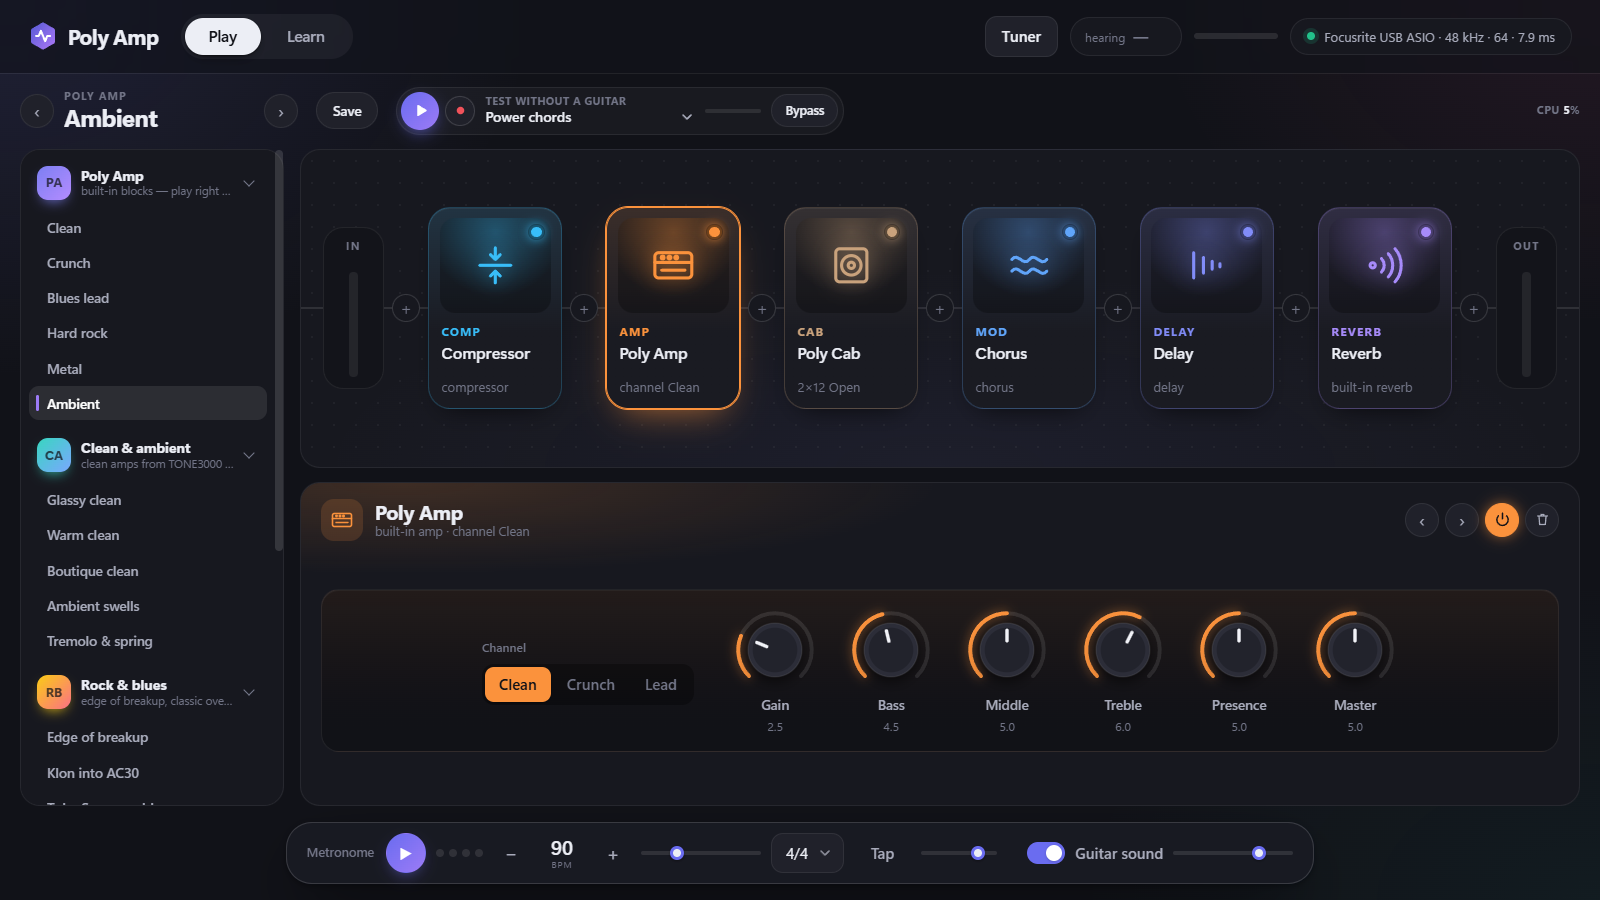 Poly Amp
Play
Learn
Tuner
hearing —
Focusrite USB ASIO · 48 kHz · 64 · 7.9 ms
‹
POLY AMP
Ambient
›
Save
TEST WITHOUT A GUITAR
Power chords
Bypass
CPU 5%
PA
Poly Amp
built-in blocks — play right ...
Clean
Crunch
Blues lead
Hard rock
Metal
Ambient
CA
Clean & ambient
clean amps from TONE3000 ...
Glassy clean
Warm clean
Boutique clean
Ambient swells
Tremolo & spring
RB
Rock & blues
edge of breakup, classic ove...
Edge of breakup
Klon into AC30
IN
+
COMP
Compressor
compressor
+
AMP
Poly Amp
channel Clean
+
CAB
Poly Cab
2×12 Open
+
MOD
Chorus
chorus
+
DELAY
Delay
delay
+
REVERB
Reverb
built-in reverb
+
OUT
Poly Amp
built-in amp · channel Clean
‹
›
Channel
Clean
Crunch
Lead
Gain
2.5
Bass
4.5
Middle
5.0
Treble
6.0
Presence
5.0
Master
5.0
Metronome
−
90
BPM
+
4/4
Tap
Guitar sound